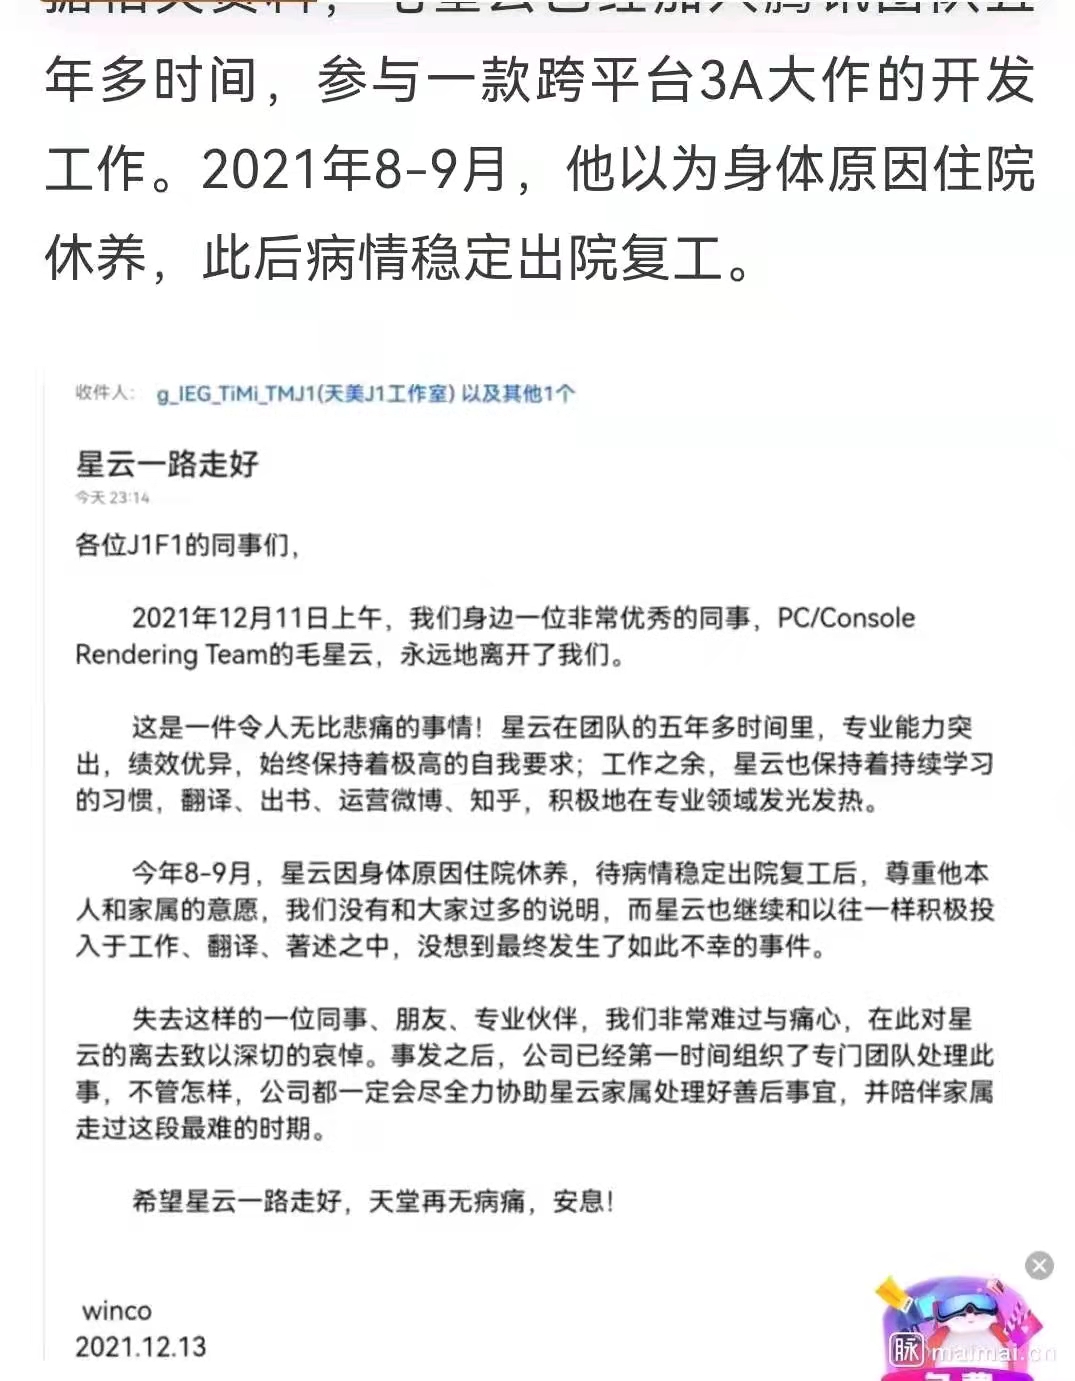 据相关资料，毛星云已经加入腾讯团队五
年多时间，参与一款跨平台3A大作的开发
工作。2021年8-9月，他以为身体原因住院
休养，此后病情稳定出院复工。
收件人： g_IEG_TiMi_TMJ1(天美J1工作室) 以及其他1个
星云一路走好
今天 23:14
各位J1F1的同事们，
2021年12月11日上午，我们身边一位非常优秀的同事，PC/Console
Rendering Team的毛星云，永远地离开了我们。
这是一件令人无比悲痛的事情！星云在团队的五年多时间里，专业能力突
出，绩效优异，始终保持着极高的自我要求；工作之余，星云也保持着持续学习
的习惯，翻译、出书、运营微博、知乎，积极地在专业领域发光发热。
今年8-9月，星云因身体原因住院休养，待病情稳定出院复工后，尊重他本
人和家属的意愿，我们没有和大家过多的说明，而星云也继续和以往一样积极投
入于工作、翻译、著述之中，没想到最终发生了如此不幸的事件。
失去这样的一位同事、朋友、专业伙伴，我们非常难过与痛心，在此对星
云的离去致以深切的哀悼。事发之后，公司已经第一时间组织了专门团队处理此
事，不管怎样，公司都一定会尽全力协助星云家属处理好善后事宜，并陪伴家属
走过这段最难的时期。
希望星云一路走好，天堂再无病痛，安息！
winco
2021.12.13
脉 maimai.cn